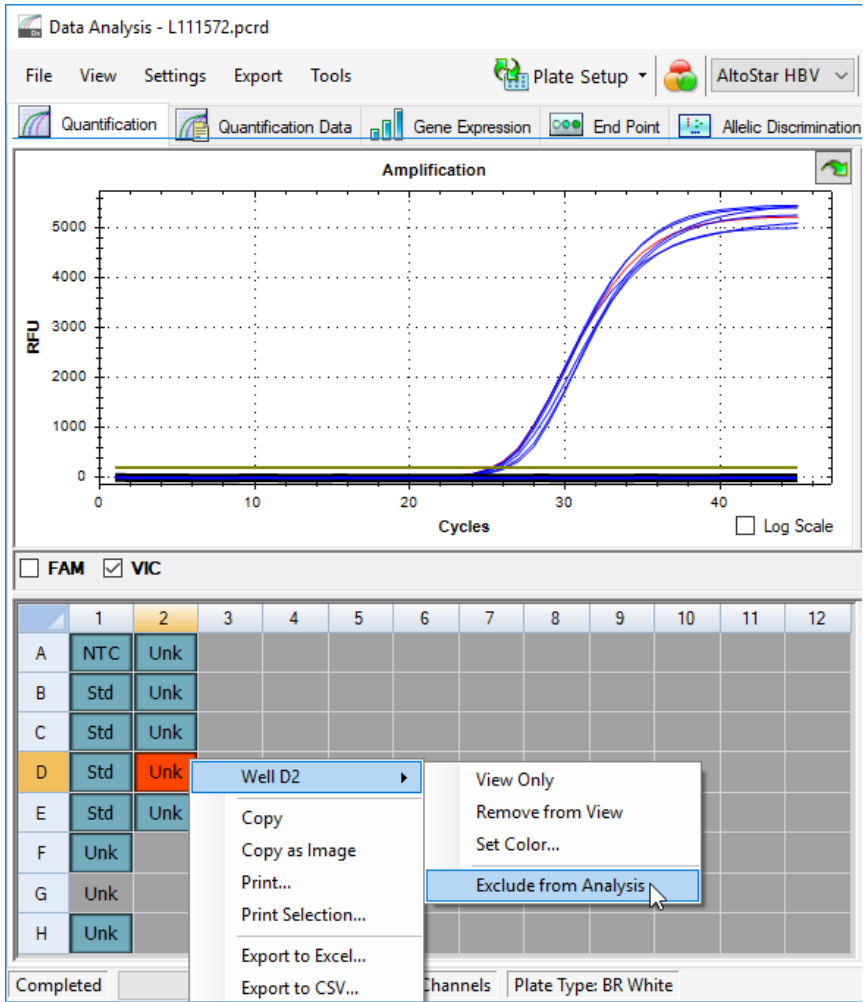 Data Analysis - L111572.pcrd
File View Settings Export Tools Plate Setup AltoStar HBV
Quantification Quantification Data Gene Expression End Point Allelic Discrimination
Amplification
5000
4000
3000
2000
1000
0
RFU
0 10 20 30 40
Cycles
Log Scale
FAM VIC
1 2 3 4 5 6 7 8 9 10 11 12
A NTC Unk
B Std Unk
C Std Unk
D Std Unk
E Std Unk
F Unk
G Unk
H Unk
Well D2
Copy
Copy as Image
Print...
Print Selection...
Export to Excel...
Export to CSV...
View Only
Remove from View
Set Color...
Exclude from Analysis
Completed Channels Plate Type: BR White